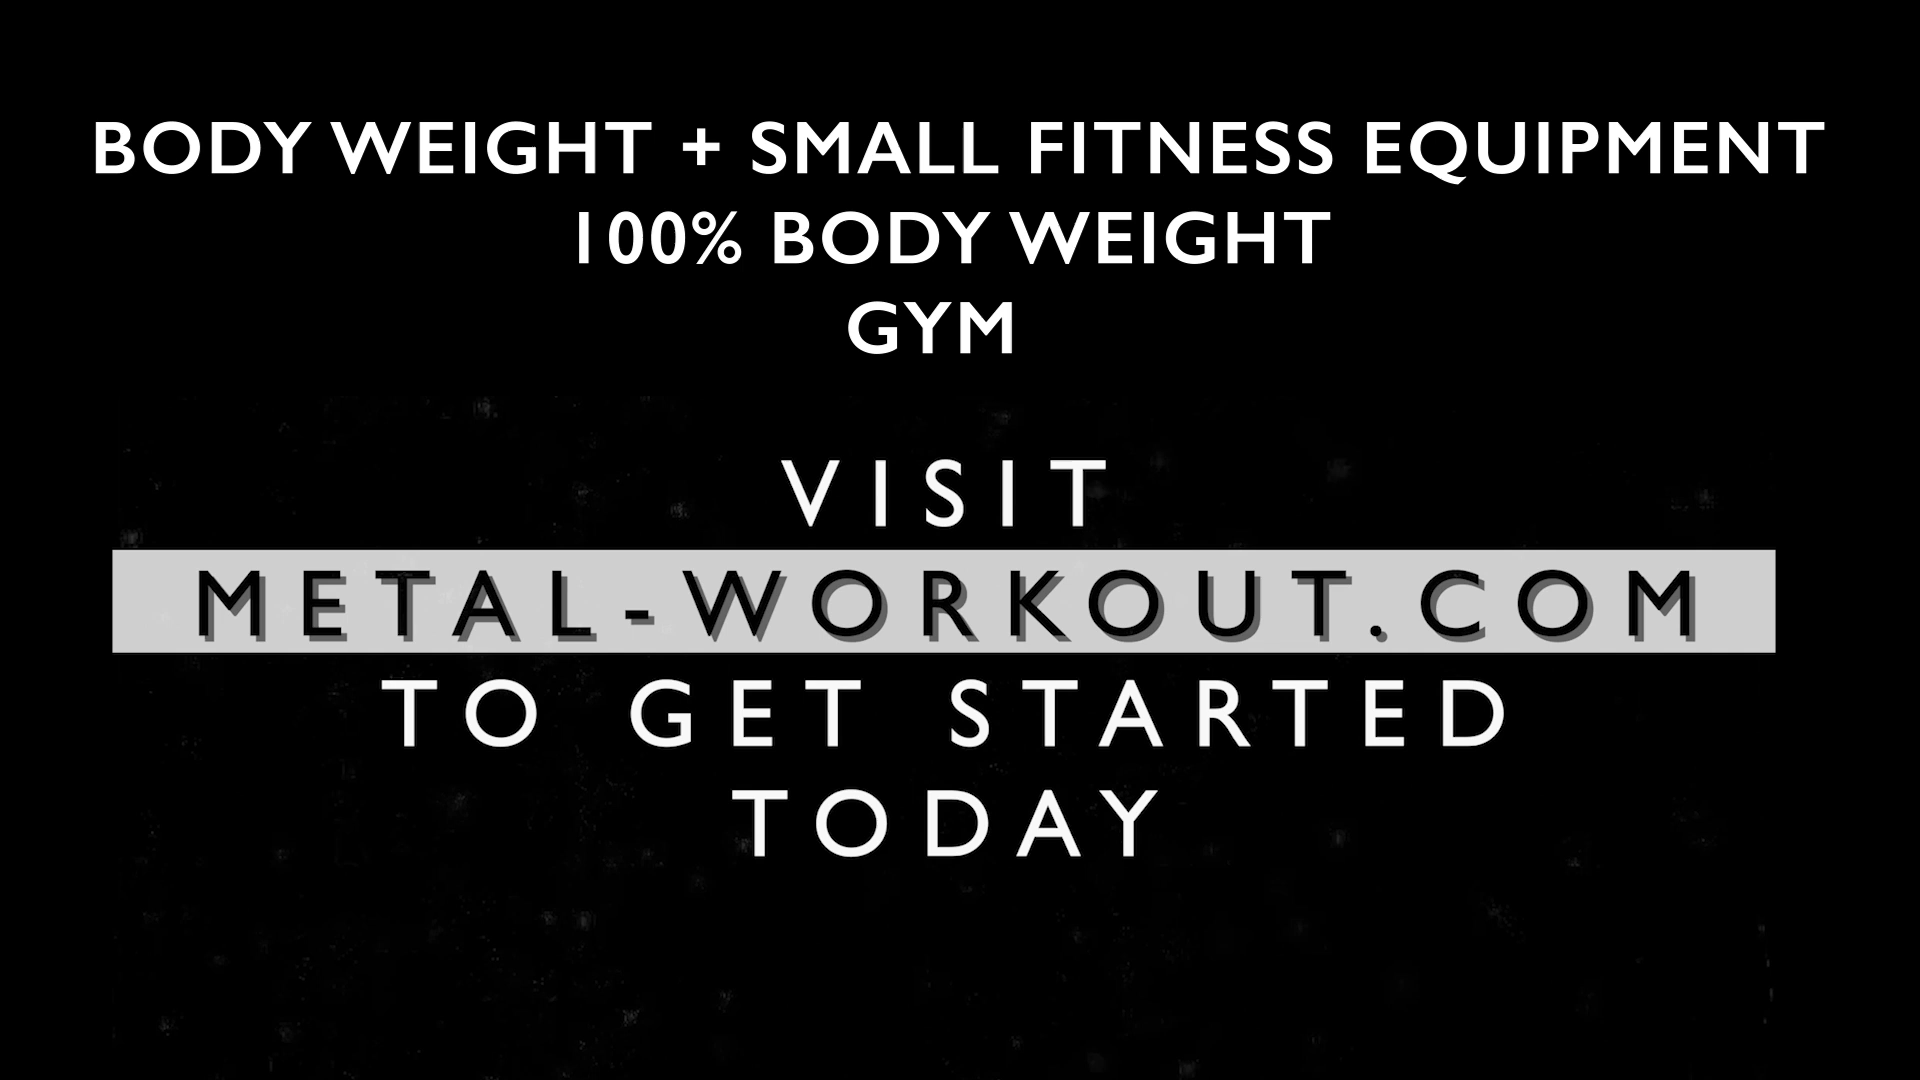 BODY WEIGHT + SMALL FITNESS EQUIPMENT
100% BODY WEIGHT
GYM
VISIT
METAL-WORKOUT.COM
TO GET STARTED
TODAY